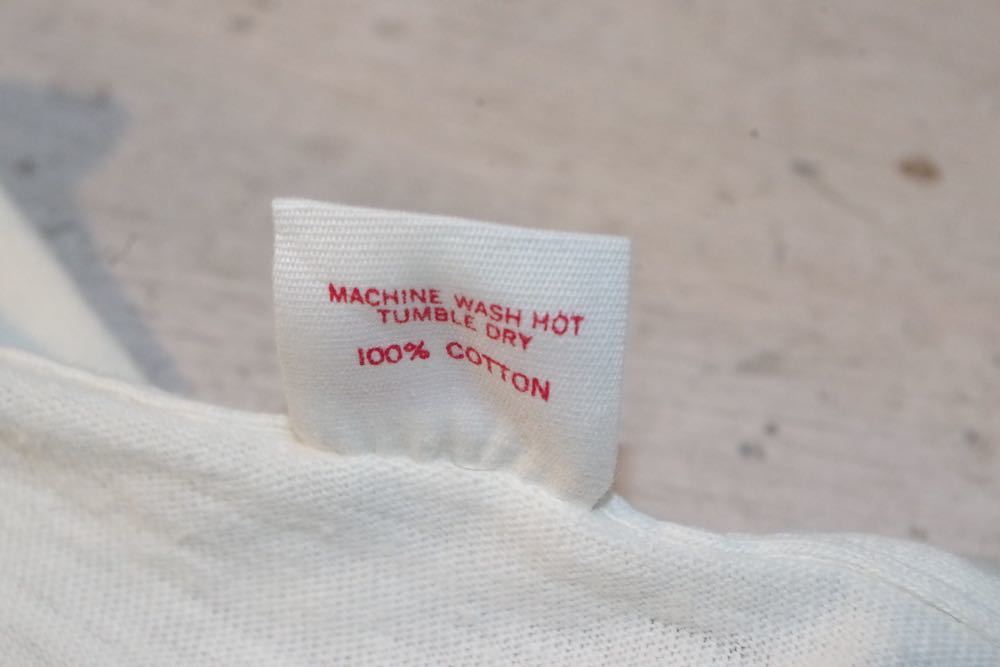 MACHINE WASH HOT
TUMBLE DRY
100% COTTON